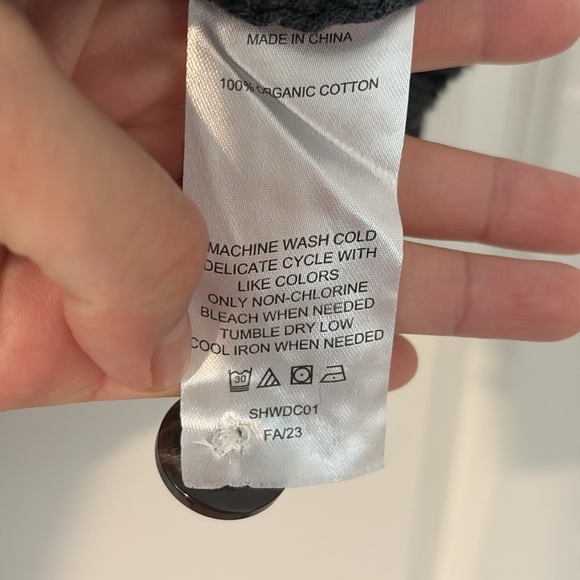 MADE IN CHINA
100% ORGANIC COTTON
MACHINE WASH COLD
DELICATE CYCLE WITH
LIKE COLORS
ONLY NON-CHLORINE
BLEACH WHEN NEEDED
TUMBLE DRY LOW
COOL IRON WHEN NEEDED
30
SHWDC01
FA/23